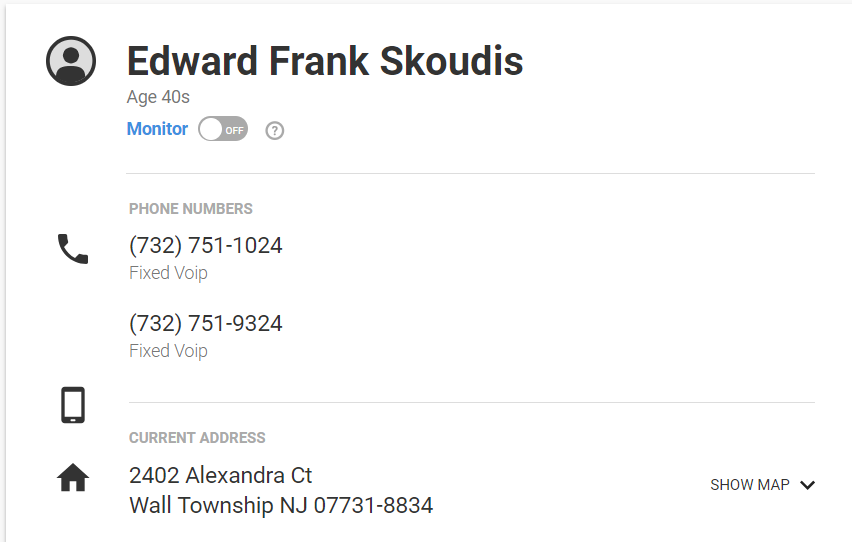 Edward Frank Skoudis
Age 40s
Monitor OFF ?
PHONE NUMBERS
(732) 751-1024
Fixed Voip
(732) 751-9324
Fixed Voip
CURRENT ADDRESS
2402 Alexandra Ct
SHOW MAP
Wall Township NJ 07731-8834